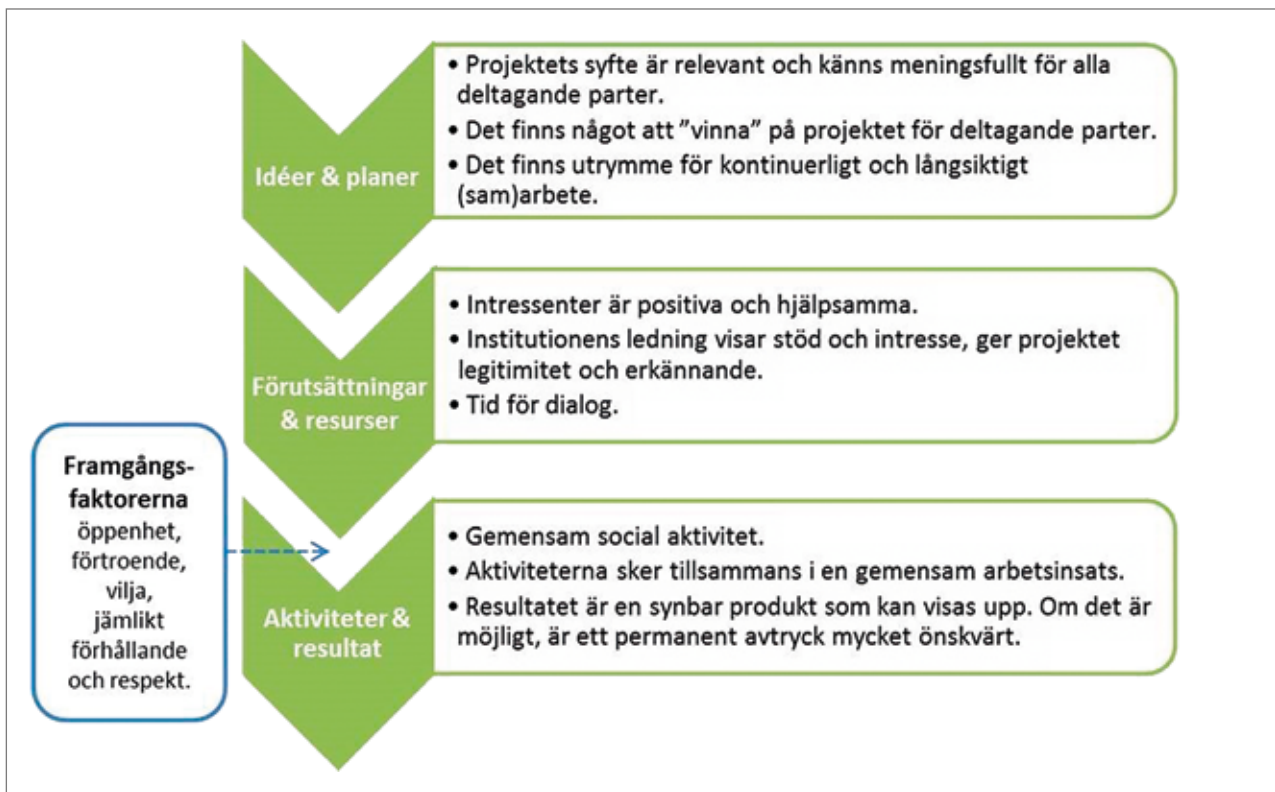 Idéer & planer
• Projektets syfte är relevant och känns meningsfullt för alla
deltagande parter.
• Det finns något att ”vinna” på projektet för deltagande parter.
• Det finns utrymme för kontinuerligt och långsiktigt
(sam)arbete.
Förutsättningar
& resurser
• Intressenter är positiva och hjälpsamma.
• Institutionens ledning visar stöd och intresse, ger projektet
legitimitet och erkännande.
• Tid för dialog.
Framgångs-
faktorerna
öppenhet,
förtroende,
vilja,
jämlikt
förhållande
och respekt.
Aktiviteter &
resultat
• Gemensam social aktivitet.
• Aktiviteterna sker tillsammans i en gemensam arbetsinsats.
• Resultatet är en synbar produkt som kan visas upp. Om det är
möjligt, är ett permanent avtryck mycket önskvärt.